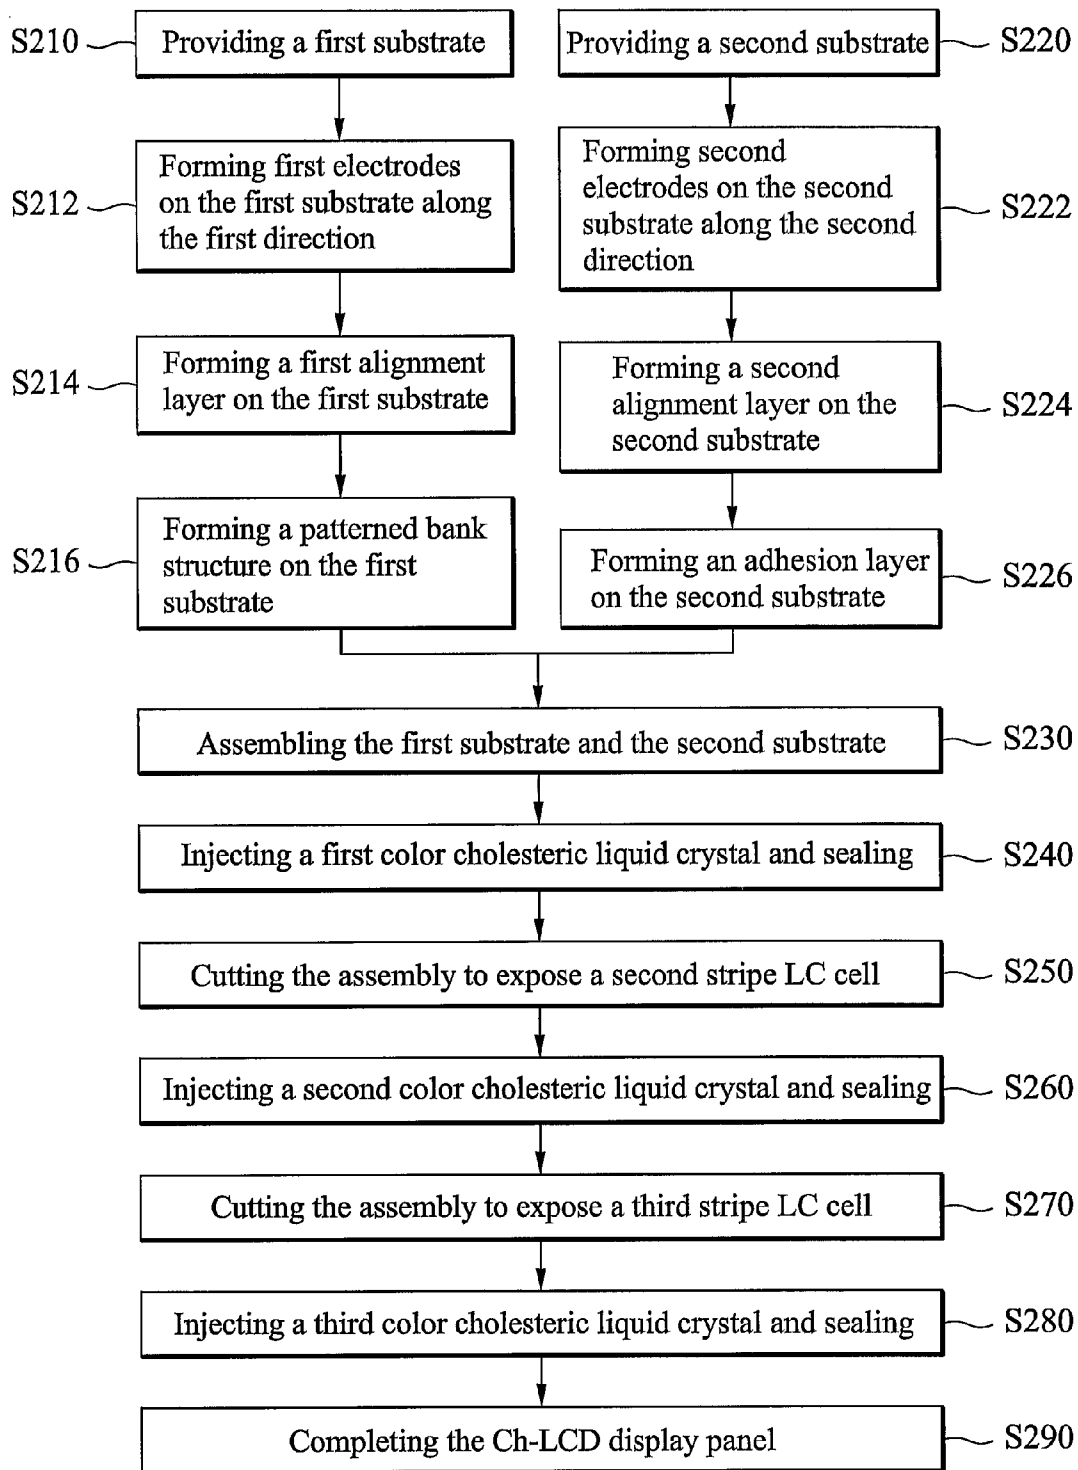 S210
Providing a first substrate
Providing a second substrate
S220
S212
Forming first electrodes
on the first substrate along
the first direction
Forming second
electrodes on the second
substrate along the second
direction
S222
S214
Forming a first alignment
layer on the first substrate
Forming a second
alignment layer on the
second substrate
S224
S216
Forming a patterned bank
structure on the first
substrate
Forming an adhesion layer
on the second substrate
S226
Assembling the first substrate and the second substrate
S230
Injecting a first color cholesteric liquid crystal and sealing
S240
Cutting the assembly to expose a second stripe LC cell
S250
Injecting a second color cholesteric liquid crystal and sealing
S260
Cutting the assembly to expose a third stripe LC cell
S270
Injecting a third color cholesteric liquid crystal and sealing
S280
Completing the Ch-LCD display panel
S290